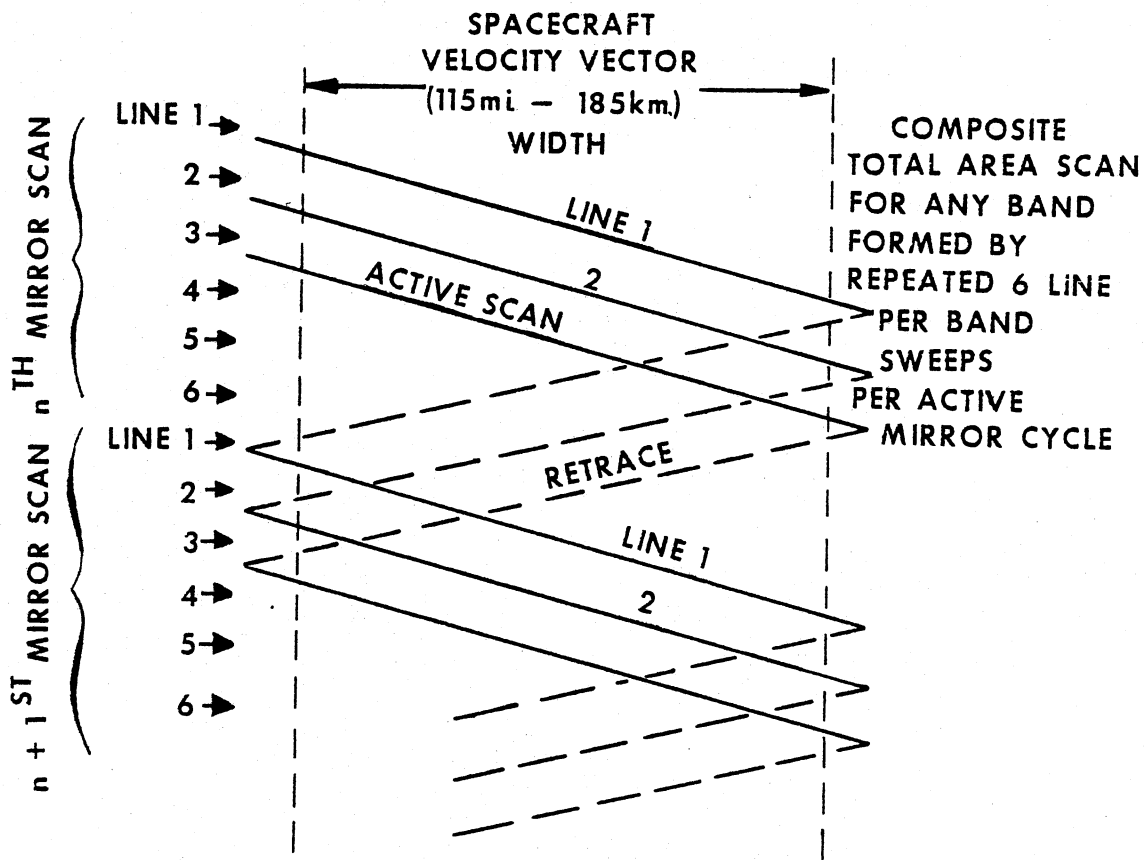 SPACECRAFT
VELOCITY VECTOR
(115mi – 185km.)
WIDTH
n TH MIRROR SCAN
LINE 1
2
3
4
5
6
n + 1 ST MIRROR SCAN
LINE 1
2
3
4
5
6
LINE 1
2
ACTIVE SCAN
RETRACE
LINE 1
2
COMPOSITE
TOTAL AREA SCAN
FOR ANY BAND
FORMED BY
REPEATED 6 LINE
PER BAND
SWEEPS
PER ACTIVE
MIRROR CYCLE